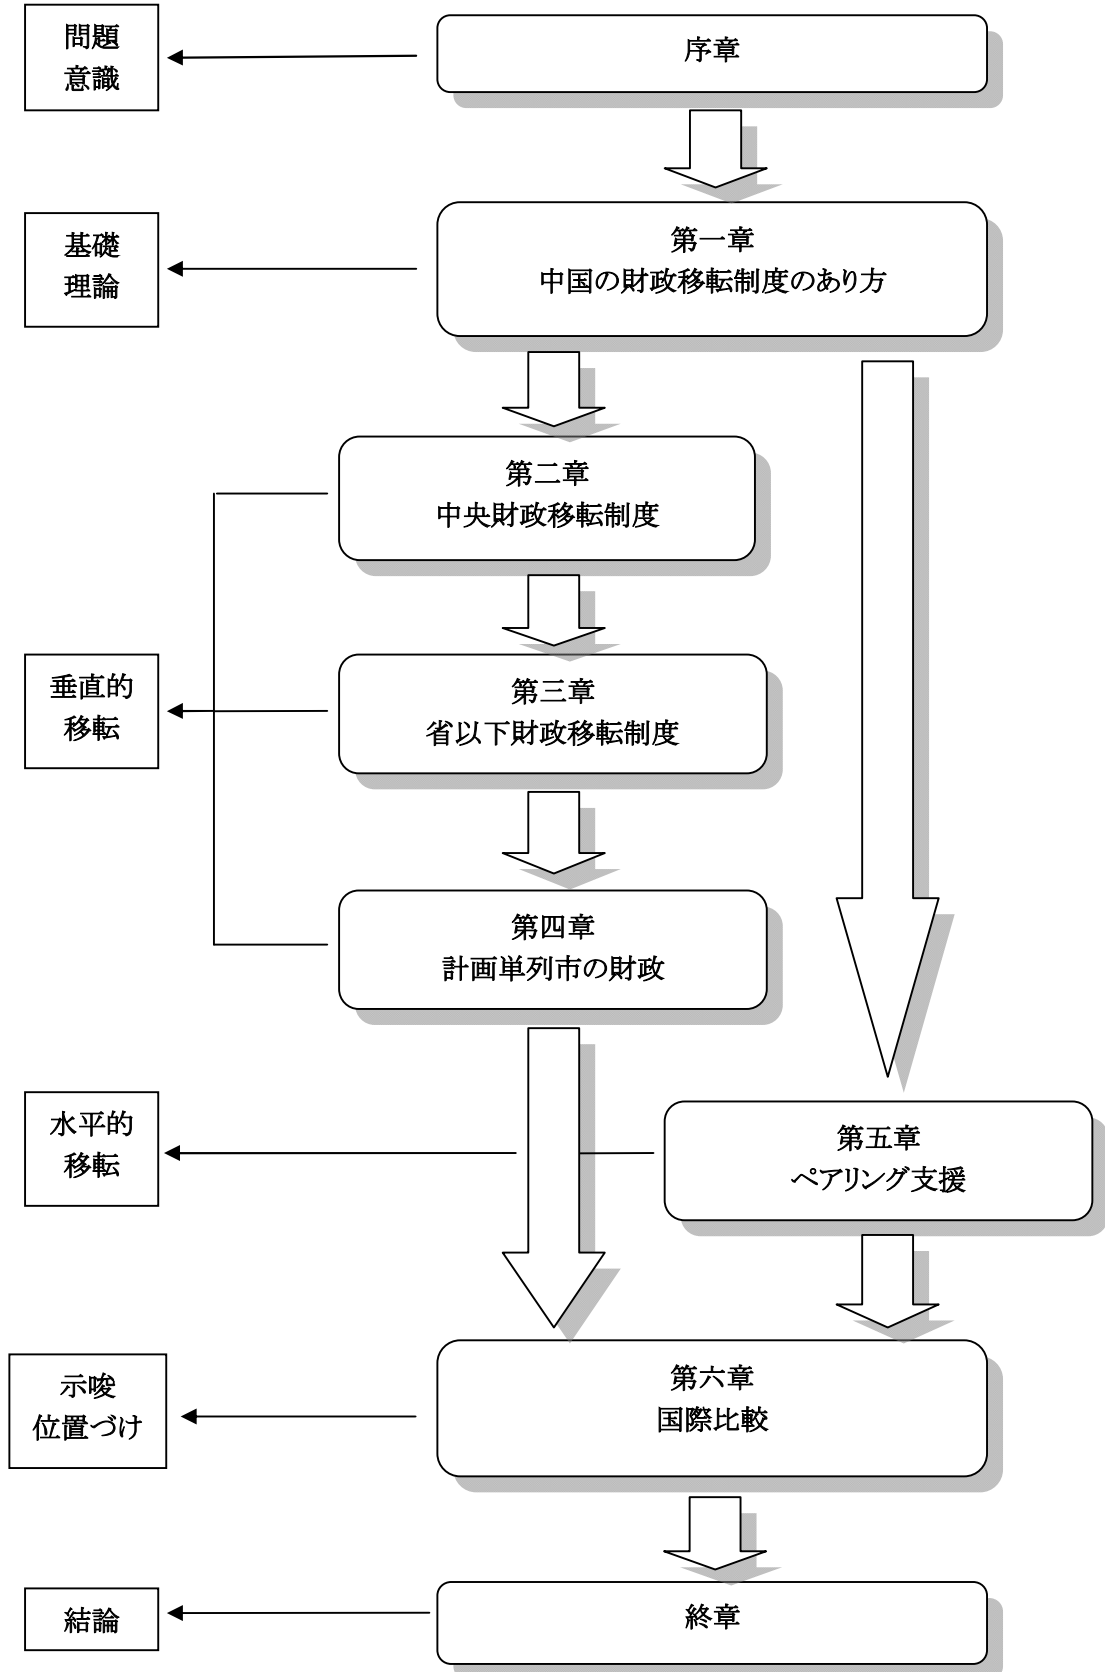 問題
意識
序章
基礎
理論
第一章
中国の財政移転制度のあり方
第二章
中央財政移転制度
垂直的
移転
第三章
省以下財政移転制度
第四章
計画単列市の財政
水平的
移転
第五章
ペアリング支援
示唆
位置づけ
第六章
国際比較
結論
終章